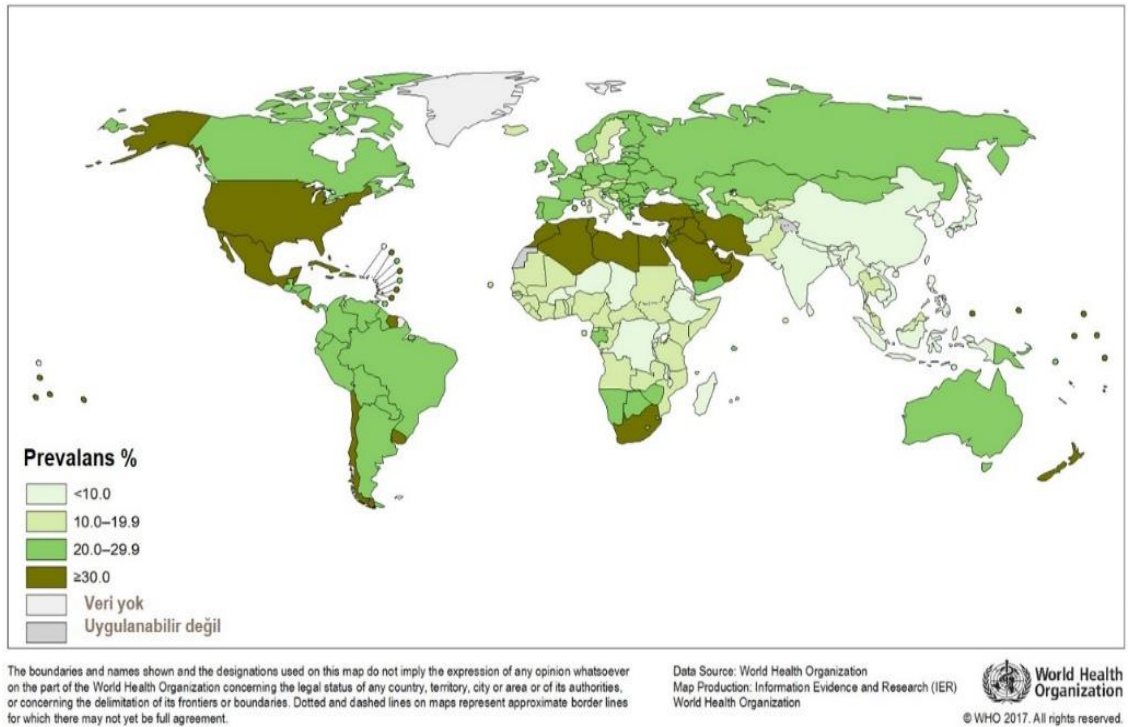 Prevalans %
<10.0
10.0–19.9
20.0–29.9
≥30.0
Veri yok
Uygulanabilir değil
The boundaries and names shown and the designations used on this map do not imply the expression of any opinion whatsoever
on the part of the World Health Organization concerning the legal status of any country, territory, city or area or of its authorities,
or concerning the delimitation of its frontiers or boundaries. Dotted and dashed lines on maps represent approximate border lines
for which there may not yet be full agreement.
Data Source: World Health Organization
Map Production: Information Evidence and Research (IER)
World Health Organization
World Health
Organization
© WHO 2017. All rights reserved.